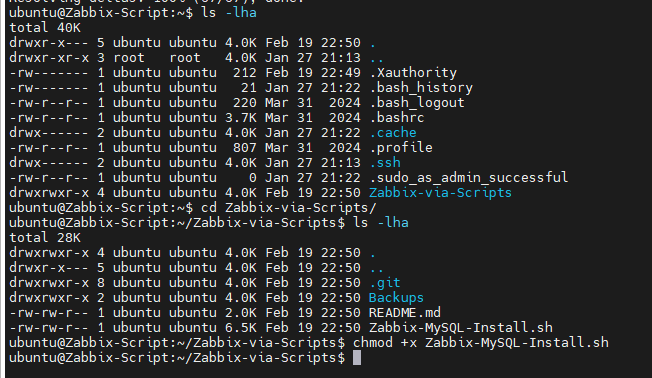 Resolving deltas: 100% (67/67), done.
ubuntu@Zabbix-Script:~$ ls -lha
total 40K
drwxr-x--- 5 ubuntu ubuntu 4.0K Feb 19 22:50 .
drwxr-xr-x 3 root   root   4.0K Jan 27 21:13 ..
-rw------- 1 ubuntu ubuntu  212 Feb 19 22:49 .Xauthority
-rw------- 1 ubuntu ubuntu   21 Jan 27 21:22 .bash_history
-rw-r--r-- 1 ubuntu ubuntu  220 Mar 31  2024 .bash_logout
-rw-r--r-- 1 ubuntu ubuntu 3.7K Mar 31  2024 .bashrc
drwx------ 2 ubuntu ubuntu 4.0K Jan 27 21:22 .cache
-rw-r--r-- 1 ubuntu ubuntu  807 Mar 31  2024 .profile
drwx------ 2 ubuntu ubuntu 4.0K Jan 27 21:13 .ssh
-rw-r--r-- 1 ubuntu ubuntu    0 Jan 27 21:22 .sudo_as_admin_successful
drwxrwxr-x 4 ubuntu ubuntu 4.0K Feb 19 22:50 Zabbix-via-Scripts
ubuntu@Zabbix-Script:~$ cd Zabbix-via-Scripts/
ubuntu@Zabbix-Script:~/Zabbix-via-Scripts$ ls -lha
total 28K
drwxrwxr-x 4 ubuntu ubuntu 4.0K Feb 19 22:50 .
drwxr-x--- 5 ubuntu ubuntu 4.0K Feb 19 22:50 ..
drwxrwxr-x 8 ubuntu ubuntu 4.0K Feb 19 22:50 .git
drwxrwxr-x 2 ubuntu ubuntu 4.0K Feb 19 22:50 Backups
-rw-rw-r-- 1 ubuntu ubuntu 2.0K Feb 19 22:50 README.md
-rw-rw-r-- 1 ubuntu ubuntu 6.5K Feb 19 22:50 Zabbix-MySQL-Install.sh
ubuntu@Zabbix-Script:~/Zabbix-via-Scripts$ chmod +x Zabbix-MySQL-Install.sh
ubuntu@Zabbix-Script:~/Zabbix-via-Scripts$